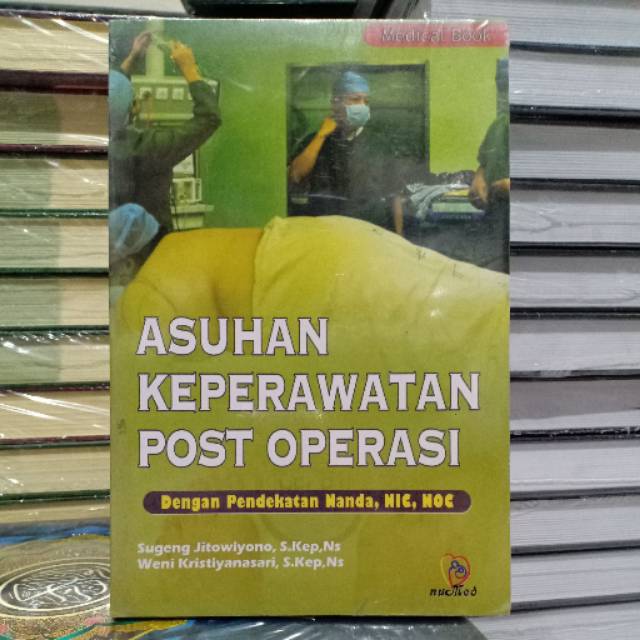 Medical Book
ASUHAN
KEPERAWATAN
POST OPERASI
Dengan Pendekatan Nanda, NIC, NOC
Sugeng Jitowiyono, S.Kep,Ns
Weni Kristiyanasari, S.Kep,Ns
nuMed